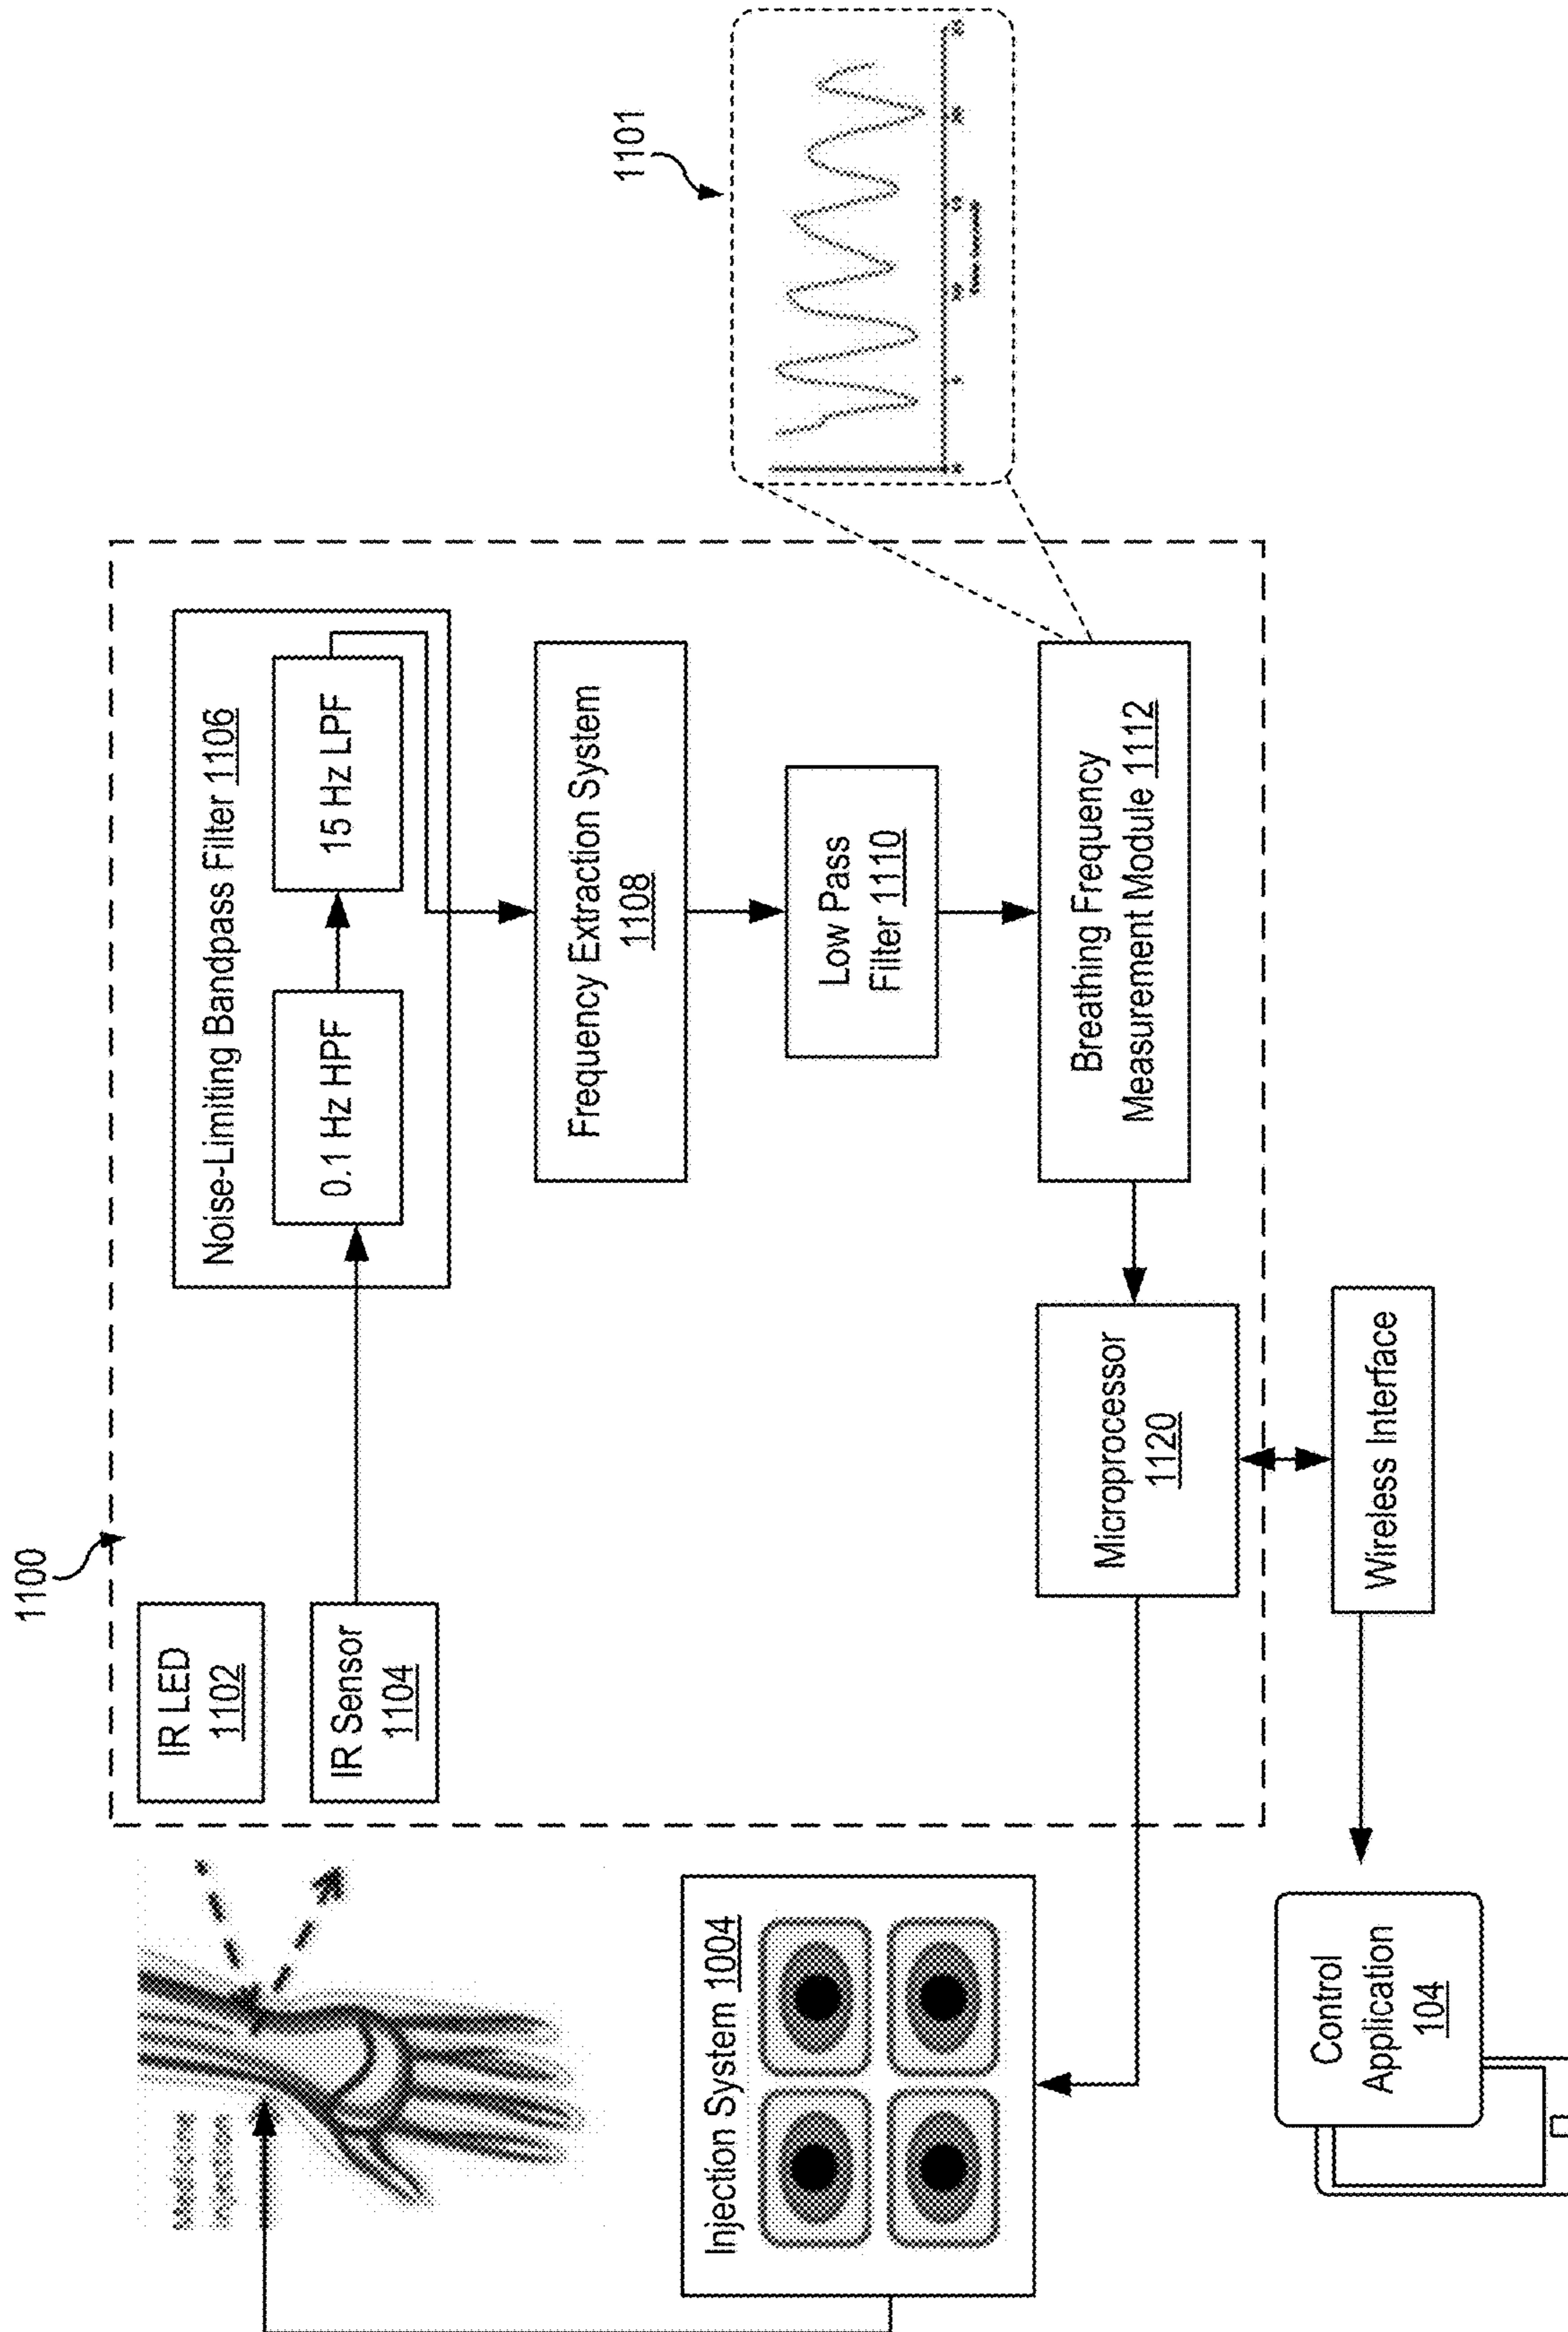 1100
IR LED
1102
IR Sensor
1104
Noise-Limiting Bandpass Filter 1106
0.1 Hz HPF
15 Hz LPF
Frequency Extraction System
1108
Low Pass
Filter 1110
Breathing Frequency
Measurement Module 1112
1101
Microprocessor
1120
Wireless Interface
Medicine
Injection
Injection System 1004
Control
Application
104